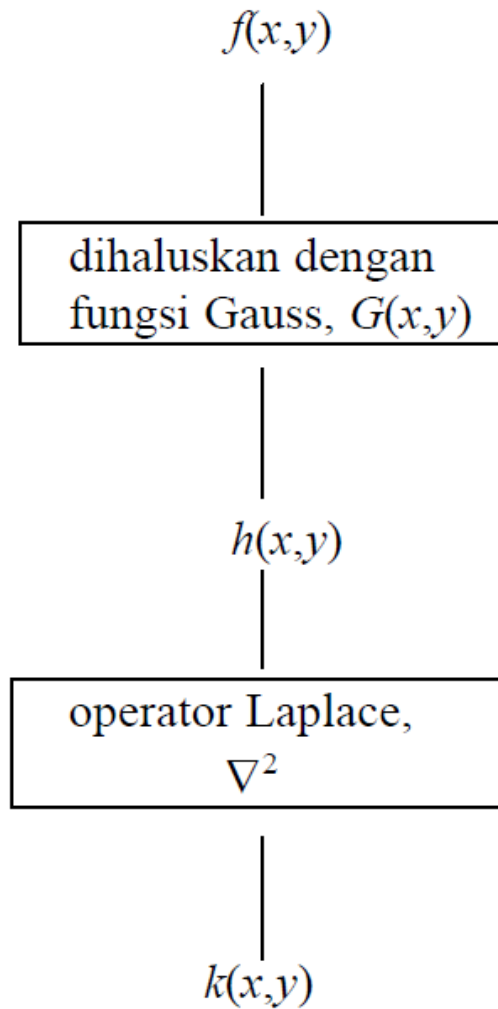 f(x,y)
dihaluskan dengan
fungsi Gauss, G(x,y)
h(x,y)
operator Laplace,
∇²
k(x,y)